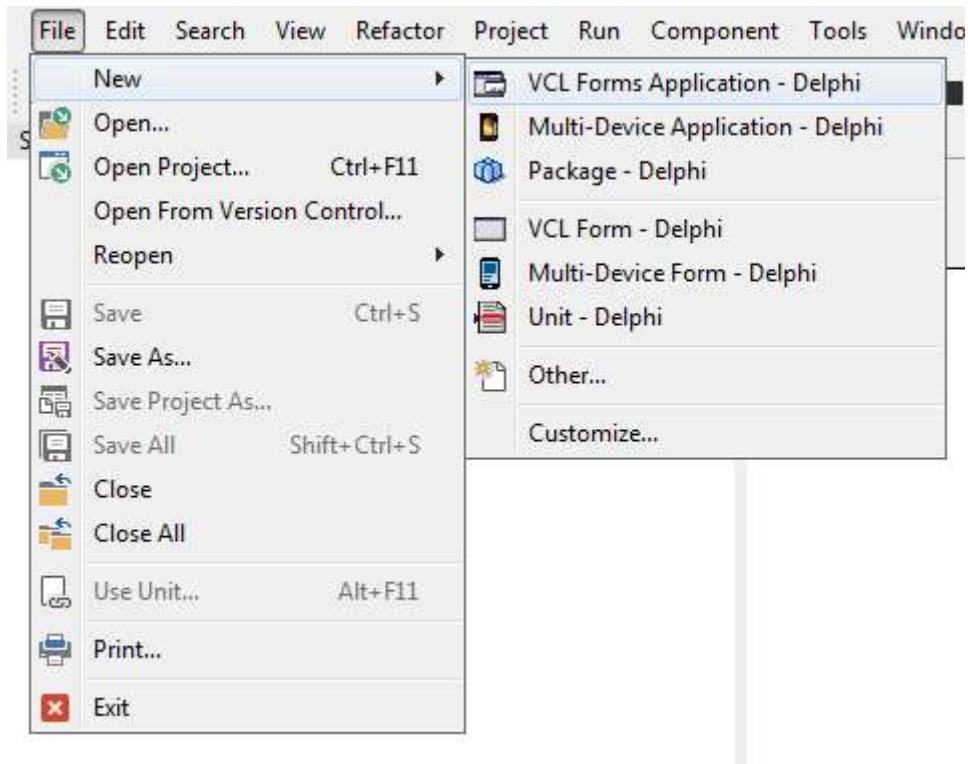 File Edit Search View Refactor Project Run Component Tools Windo
New
Open...
Open Project... Ctrl+F11
Open From Version Control...
Reopen
Save Ctrl+S
Save As...
Save Project As...
Save All Shift+Ctrl+S
Close
Close All
Use Unit... Alt+F11
Print...
Exit
VCL Forms Application - Delphi
Multi-Device Application - Delphi
Package - Delphi
VCL Form - Delphi
Multi-Device Form - Delphi
Unit - Delphi
Other...
Customize...
S